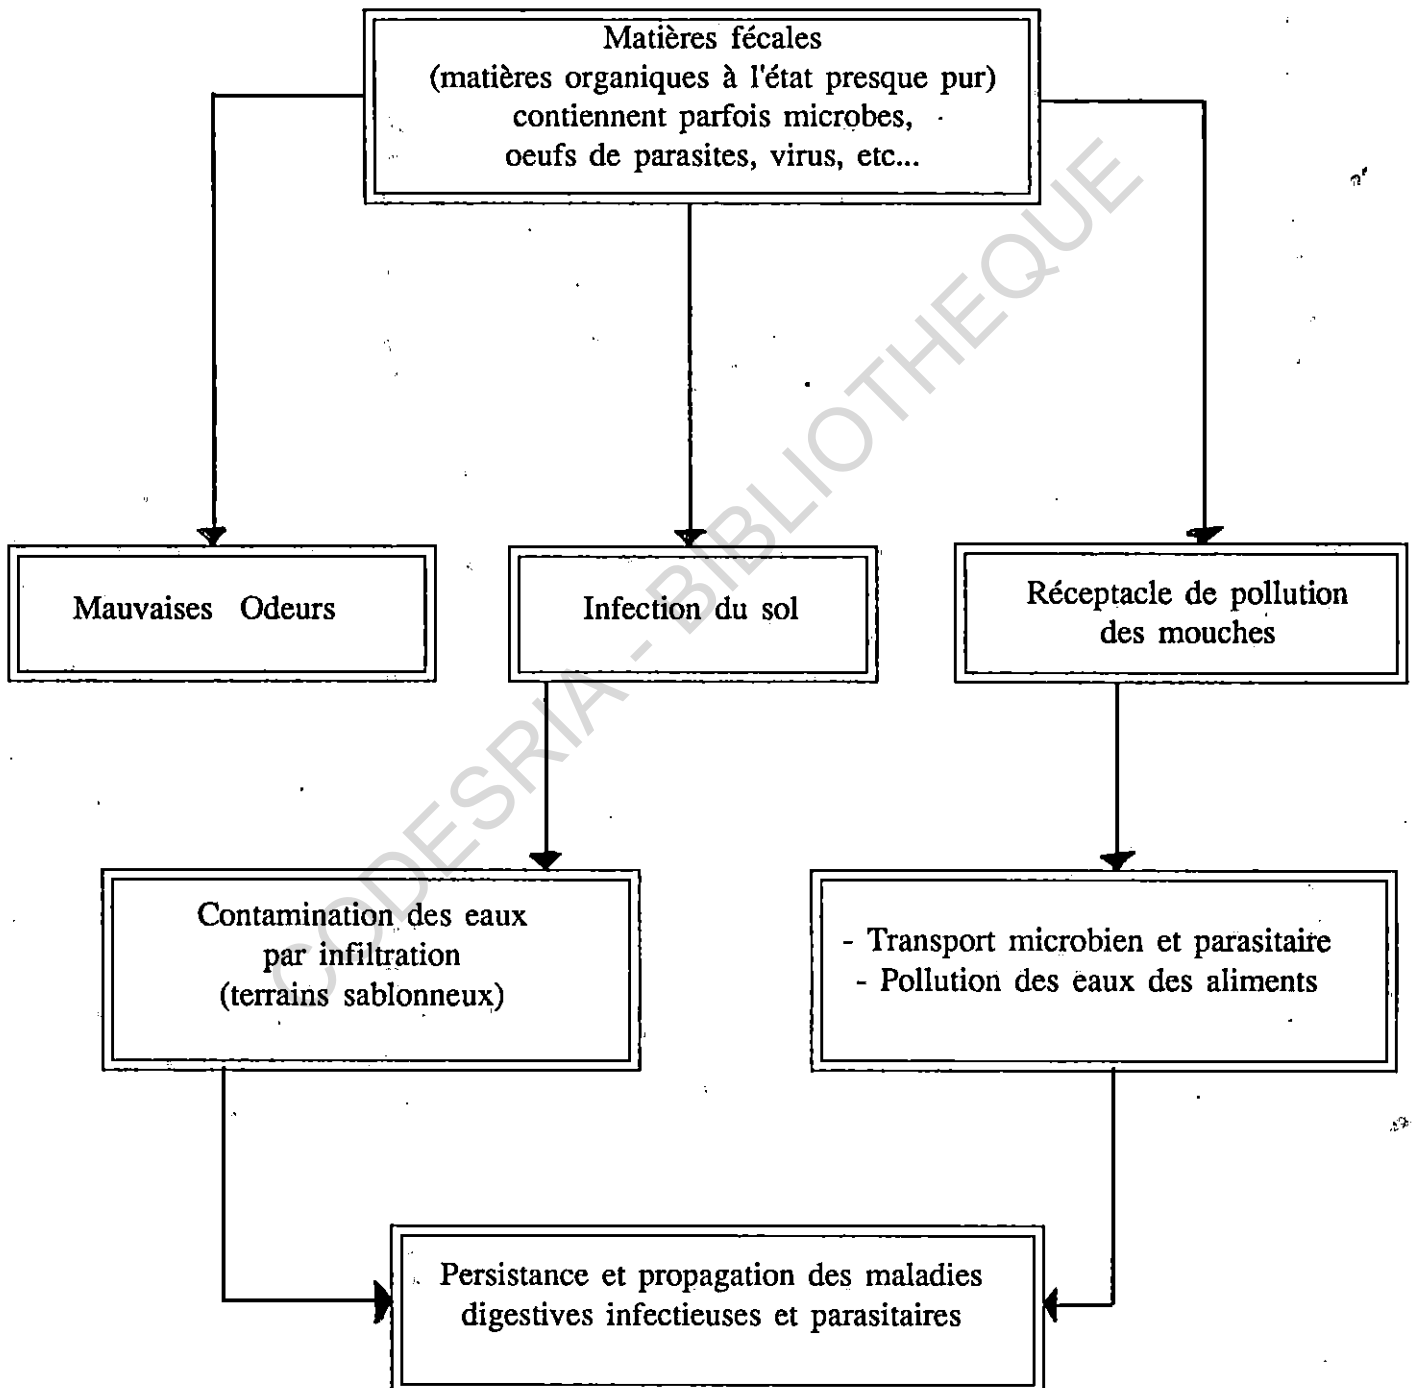 Matières fécales
(matières organiques à l'état presque pur)
contiennent parfois microbes,
oeufs de parasites, virus, etc...
Mauvaises Odeurs
Infection du sol
Réceptacle de pollution
des mouches
Contamination des eaux
par infiltration
(terrains sablonneux)
- Transport microbien et parasitaire
- Pollution des eaux des aliments
Persistance et propagation des maladies
digestives infectieuses et parasitaires
CODESRIA - BIBLIOTHEQUE